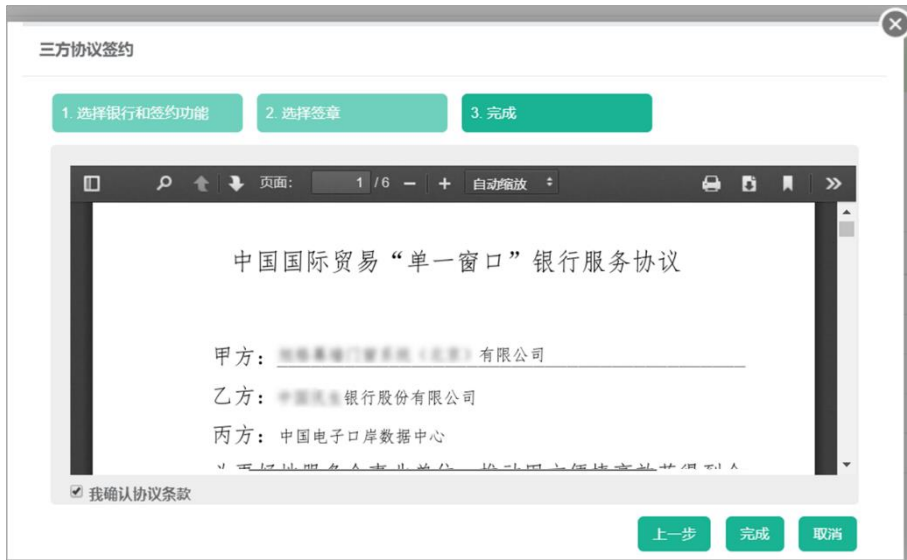 三方协议签约
1. 选择银行和签约功能
2. 选择签章
3. 完成
页面: 1 / 6 自动缩放
中国国际贸易“单一窗口”银行服务协议
甲方: 有限公司
乙方: 银行股份有限公司
丙方: 中国电子口岸数据中心
我确认协议条款
上一步 完成 取消